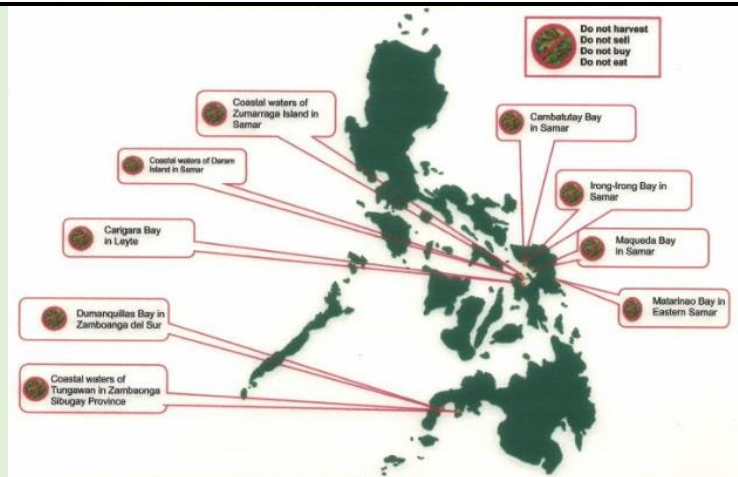 Do not harvest
Do not sell
Do not buy
Do not eat
Coastal waters of
Zumarraga Island in
Samar
Cambatutay Bay
in Samar
Coastal waters of Daram
Island in Samar
Irong-Irong Bay in
Samar
Carigara Bay
in Leyte
Maqueda Bay
in Samar
Matarinao Bay in
Eastern Samar
Dumanquillas Bay in
Zamboanga del Sur
Coastal waters of
Tungawan in Zambaonga
Sibugay Province